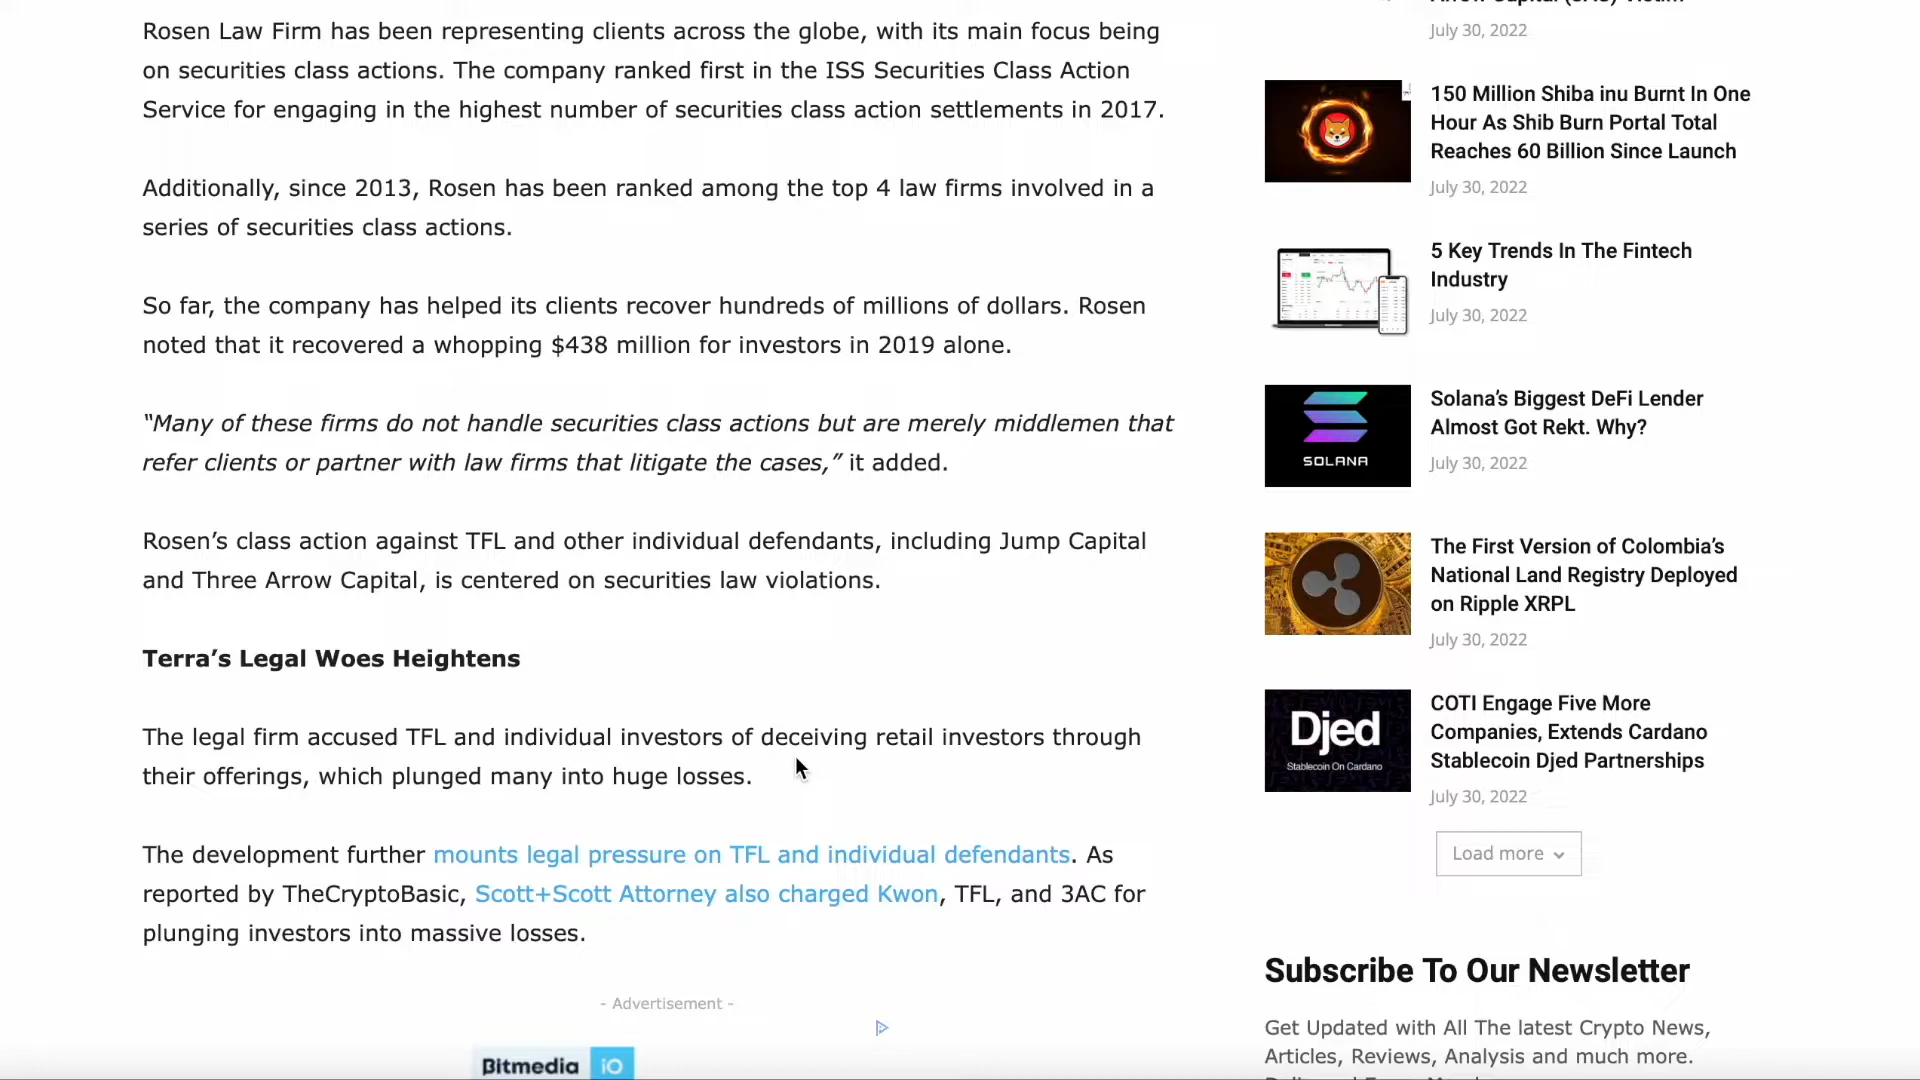 Rosen Law Firm has been representing clients across the globe, with its main focus being
on securities class actions. The company ranked first in the ISS Securities Class Action
Service for engaging in the highest number of securities class action settlements in 2017.
Additionally, since 2013, Rosen has been ranked among the top 4 law firms involved in a
series of securities class actions.
So far, the company has helped its clients recover hundreds of millions of dollars. Rosen
noted that it recovered a whopping $438 million for investors in 2019 alone.
“Many of these firms do not handle securities class actions but are merely middlemen that
refer clients or partner with law firms that litigate the cases,” it added.
Rosen’s class action against TFL and other individual defendants, including Jump Capital
and Three Arrow Capital, is centered on securities law violations.
Terra’s Legal Woes Heightens
The legal firm accused TFL and individual investors of deceiving retail investors through
their offerings, which plunged many into huge losses.
The development further mounts legal pressure on TFL and individual defendants. As
reported by TheCryptoBasic, Scott+Scott Attorney also charged Kwon, TFL, and 3AC for
plunging investors into massive losses.
- Advertisement -
Bitmedia iO
July 30, 2022
150 Million Shiba inu Burnt In One
Hour As Shib Burn Portal Total
Reaches 60 Billion Since Launch
July 30, 2022
5 Key Trends In The Fintech
Industry
July 30, 2022
SOLANA
Solana’s Biggest DeFi Lender
Almost Got Rekt. Why?
July 30, 2022
The First Version of Colombia’s
National Land Registry Deployed
on Ripple XRPL
July 30, 2022
Djed
Stablecoin On Cardano
COTI Engage Five More
Companies, Extends Cardano
Stablecoin Djed Partnerships
July 30, 2022
Load more
Subscribe To Our Newsletter
Get Updated with All The latest Crypto News,
Articles, Reviews, Analysis and much more.